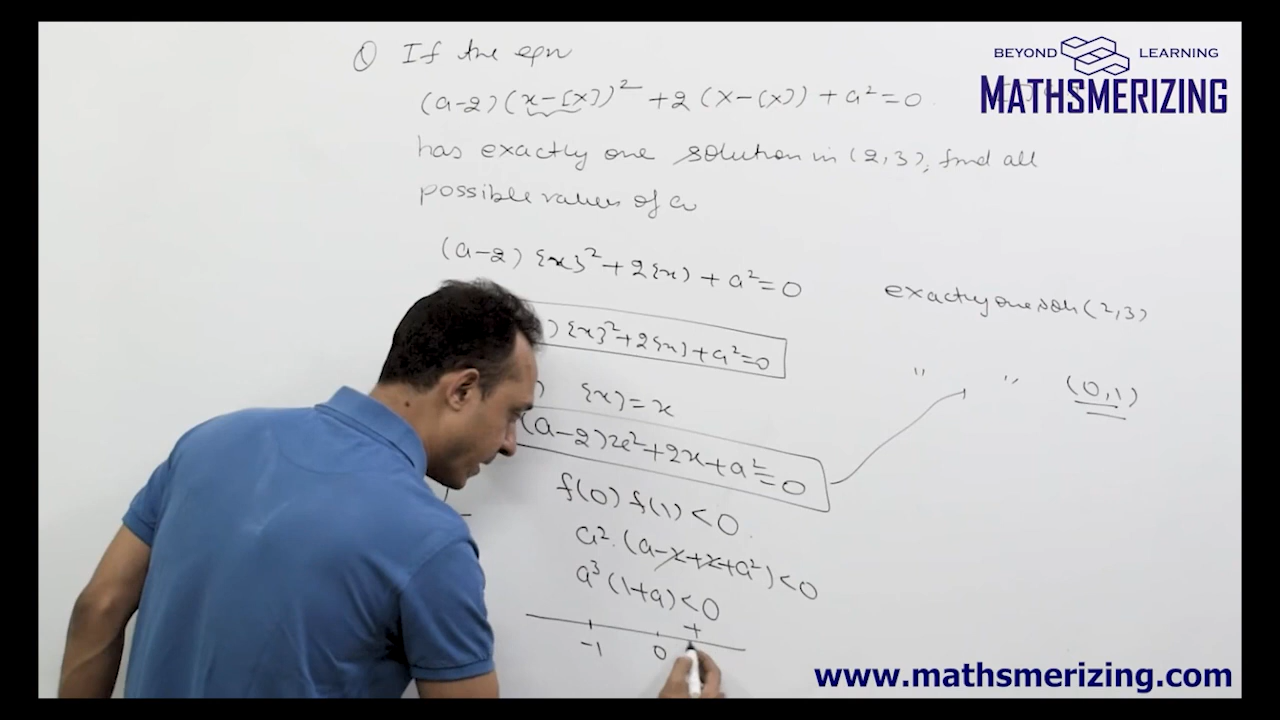 Q If the eqn
(a-2)(x-[x])² +2(x-[x]) + a² = 0
has exactly one solution in (2,3), find all
possible values of a
(a-2) {x}² + 2{x} + a² = 0
exactly one soln (2,3)
) {x}² + 2{x} + a² = 0
" " (0,1)
) {x} = x
(a-2)x² + 2x + a² = 0
f(0) f(1) < 0.
a². (a-2+2+a²) < 0
a³(1+a) < 0
+
-1 0
BEYOND LEARNING
MATHSMERIZING
www.mathsmerizing.com